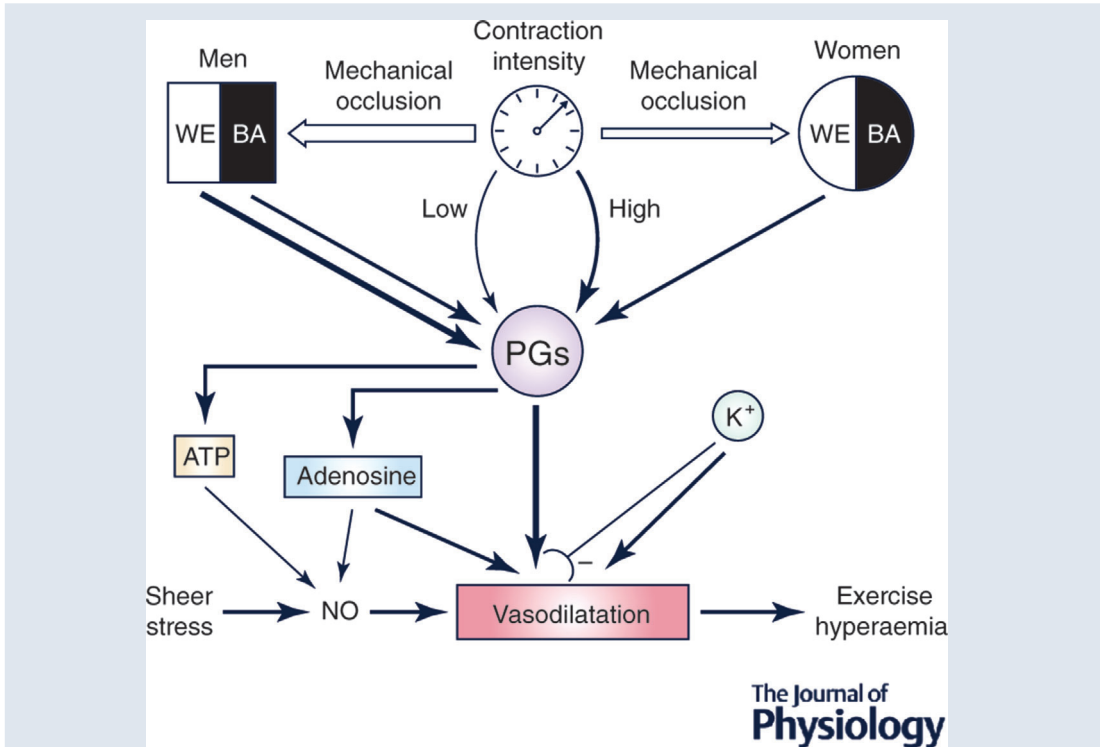 Contraction
intensity
Men
Mechanical
occlusion
Mechanical
occlusion
Women
WE BA
WE BA
Low
High
PGs
K+
ATP
Adenosine
–
Sheer
stress
NO
Vasodilatation
Exercise
hyperaemia
The Journal of
Physiology